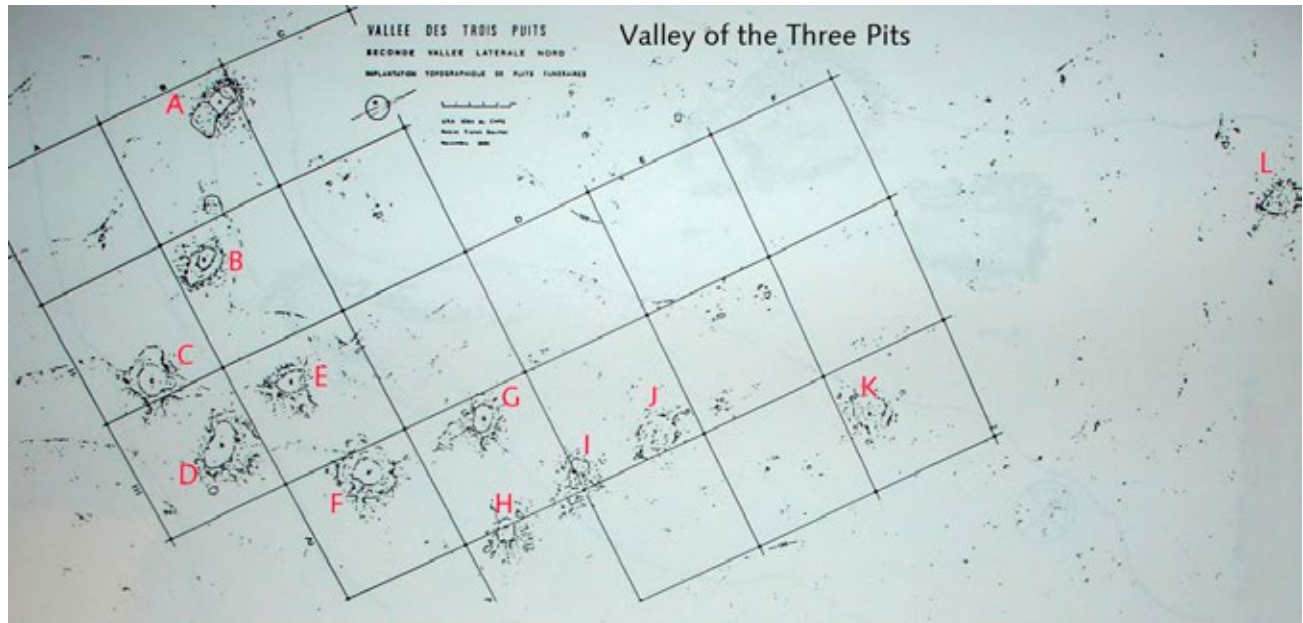 VALLEE DES TROIS PUITS
SECONDE VALLEE LATERALE NORD
IMPLANTATION TOPOGRAPHIQUE DE PUITS FUNERAIRES
Valley of the Three Pits
A
B
C
D
E
F
G
H
I
J
K
L